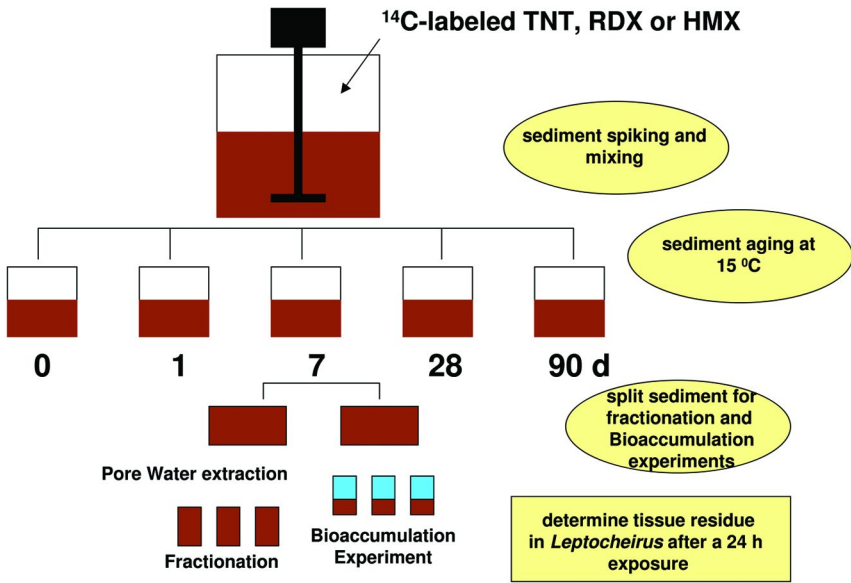 ¹⁴C-labeled TNT, RDX or HMX
sediment spiking and
mixing
sediment aging at
15 ⁰C
0 1 7 28 90 d
split sediment for
fractionation and
Bioaccumulation
experiments
Pore Water extraction
Fractionation
Bioaccumulation
Experiment
determine tissue residue
in Leptocheirus after a 24 h
exposure